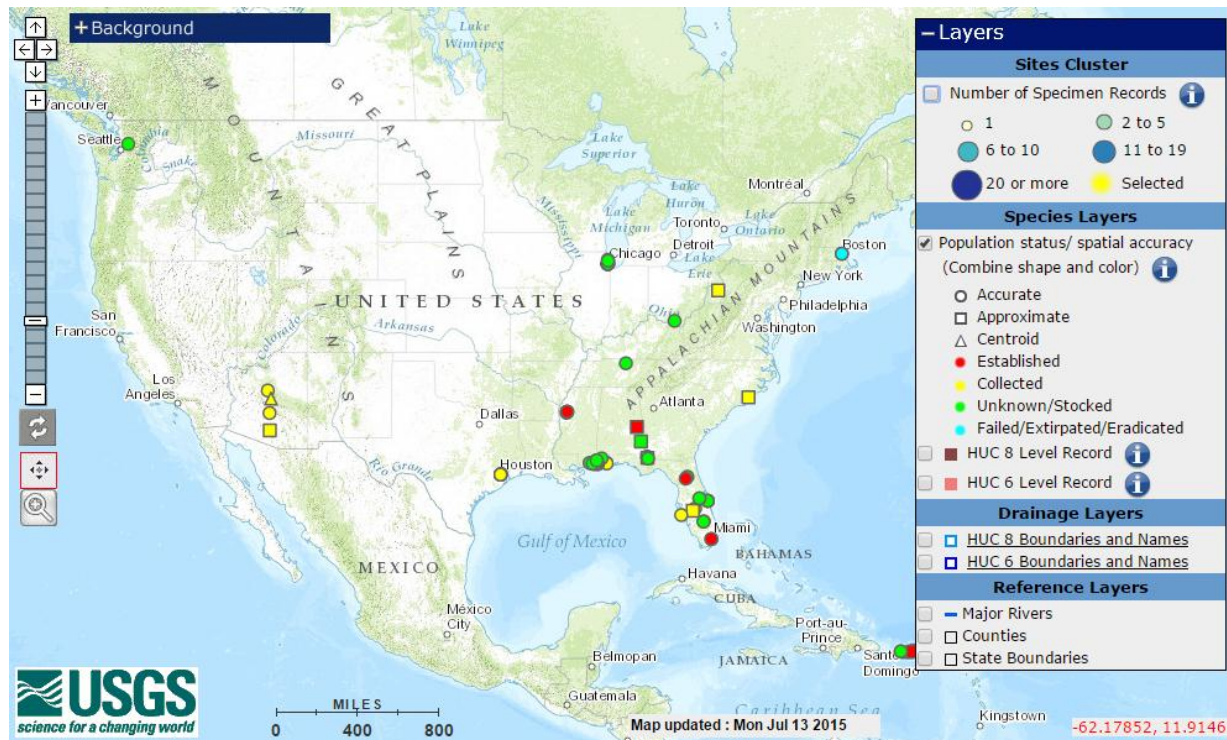 + Background
Lake
Winnipeg
Vancouver
Seattle
Columbia
Snake
Missouri
MOUNTAINS
GREAT PLAINS
Mississippi
Lake
Superior
Lake
Michigan
Lake
Huron
Montréal
Toronto
Lake
Ontario
Chicago
Detroit
Lake
Erie
Boston
New York
Philadelphia
Washington
APPALACHIAN MOUNTAINS
Ohio
UNITED STATES
San
Francisco
Colorado
Arkansas
Los
Angeles
Dallas
Atlanta
Houston
Rio Grande
Miami
Gulf of Mexico
BAHAMAS
MEXICO
Havana
CUBA
México
City
Port-au-
Prince
Santo
Domingo
Belmopan
JAMAICA
Guatemala
Caribbean Sea
Kingstown
− Layers
Sites Cluster
Number of Specimen Records i
1
2 to 5
6 to 10
11 to 19
20 or more
Selected
Species Layers
Population status/ spatial accuracy
(Combine shape and color) i
Accurate
Approximate
Centroid
Established
Collected
Unknown/Stocked
Failed/Extirpated/Eradicated
HUC 8 Level Record i
HUC 6 Level Record i
Drainage Layers
HUC 8 Boundaries and Names
HUC 6 Boundaries and Names
Reference Layers
Major Rivers
Counties
State Boundaries
USGS
science for a changing world
MILES
0 400 800
Map updated : Mon Jul 13 2015
-62.17852, 11.9146